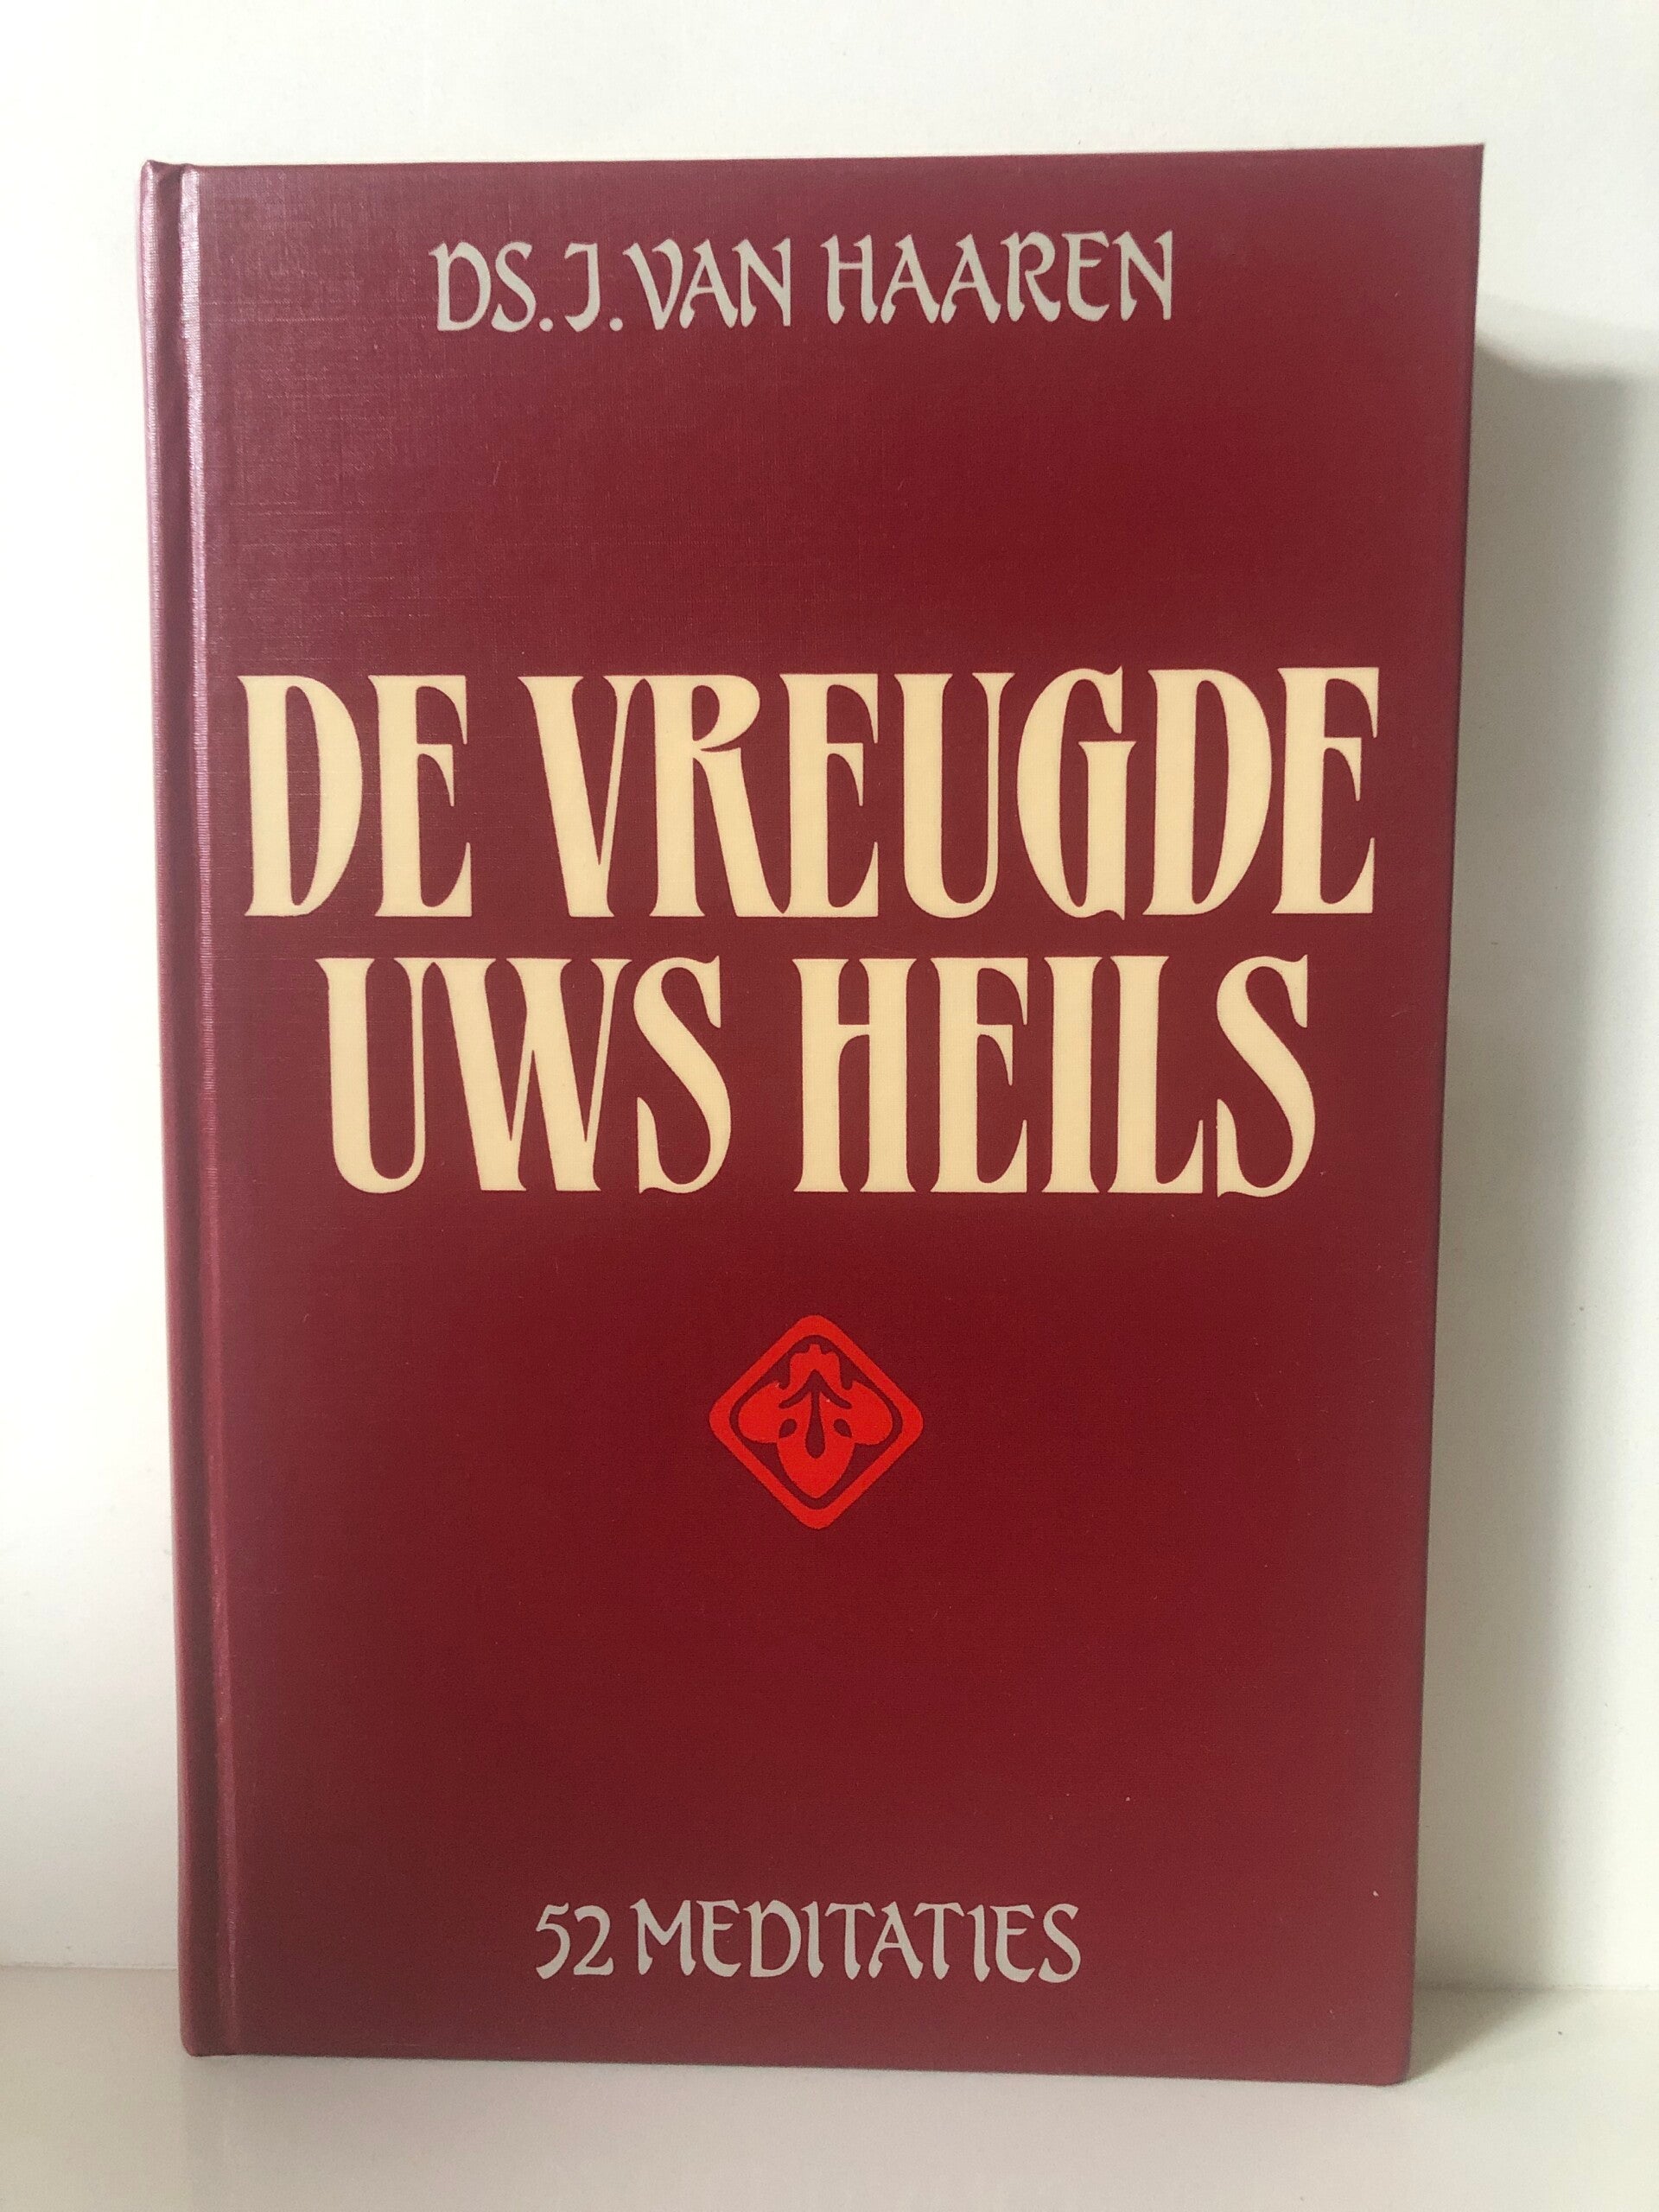 DS. J. VAN HAAREN
DE VREUGDE
UWS HEILS
52 MEDITATIES